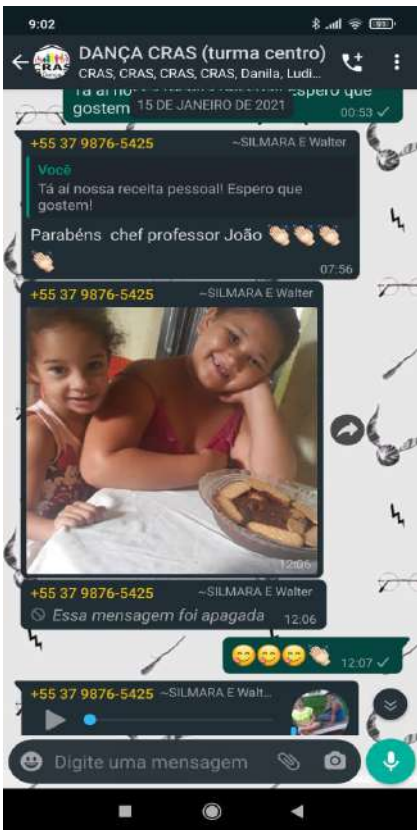 9:02
91
DANÇA CRAS (turma centro)
CRAS, CRAS, CRAS, CRAS, Danila, Ludi...
gostem
15 DE JANEIRO DE 2021
00:53
+55 37 9876-5425 ~SILMARA E Walter
Você
Tá aí nossa receita pessoal! Espero que
gostem!
Parabéns chef professor João
07:56
+55 37 9876-5425 ~SILMARA E Walter
12:06
+55 37 9876-5425 ~SILMARA E Walter
Essa mensagem foi apagada 12:06
12:07
+55 37 9876-5425 ~SILMARA E Walt...
Digite uma mensagem